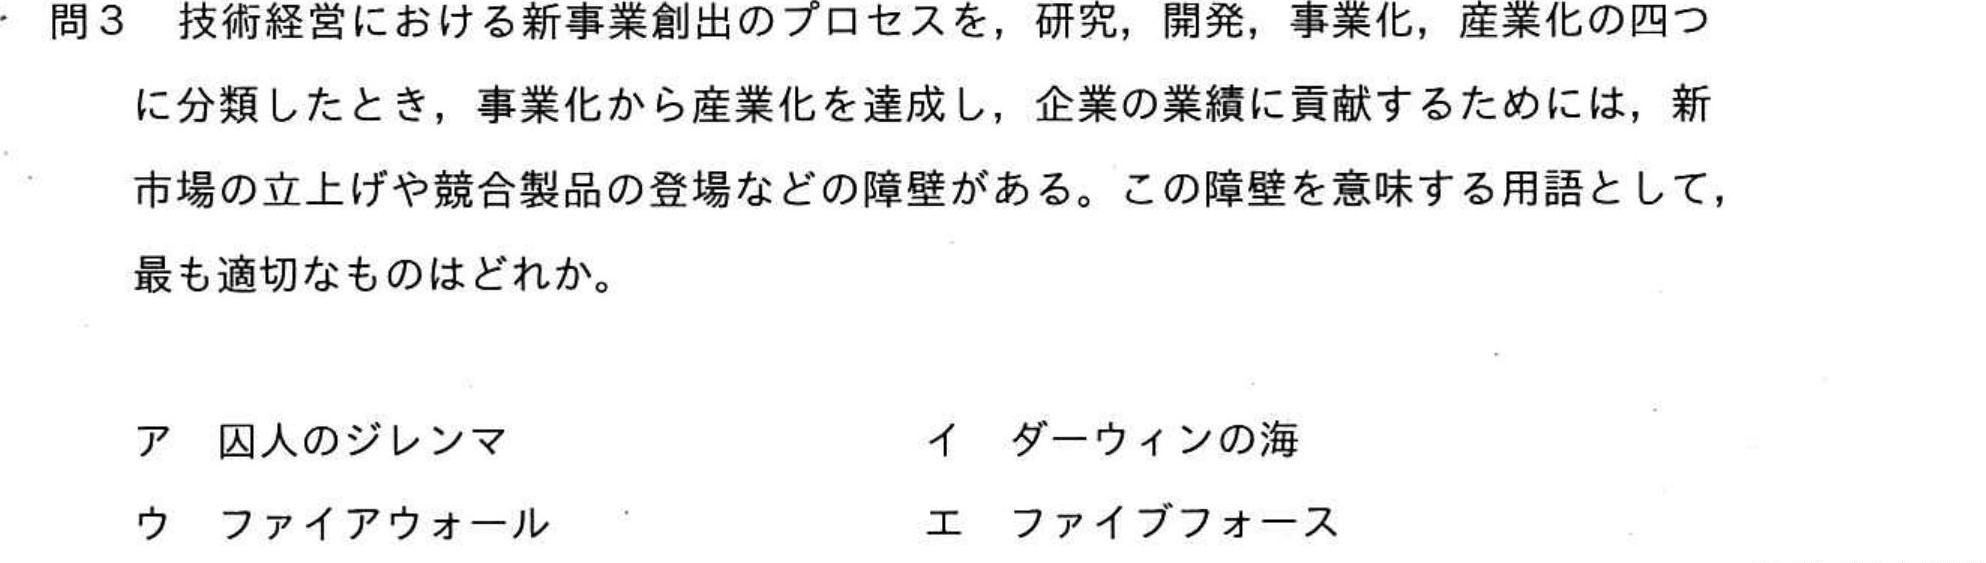 問3 技術経営における新事業創出のプロセスを，研究，開発，事業化，産業化の四つ
に分類したとき，事業化から産業化を達成し，企業の業績に貢献するためには，新
市場の立上げや競合製品の登場などの障壁がある。この障壁を意味する用語として，
最も適切なものはどれか。
ア 囚人のジレンマ イ ダーウィンの海
ウ ファイアウォール エ ファイブフォース